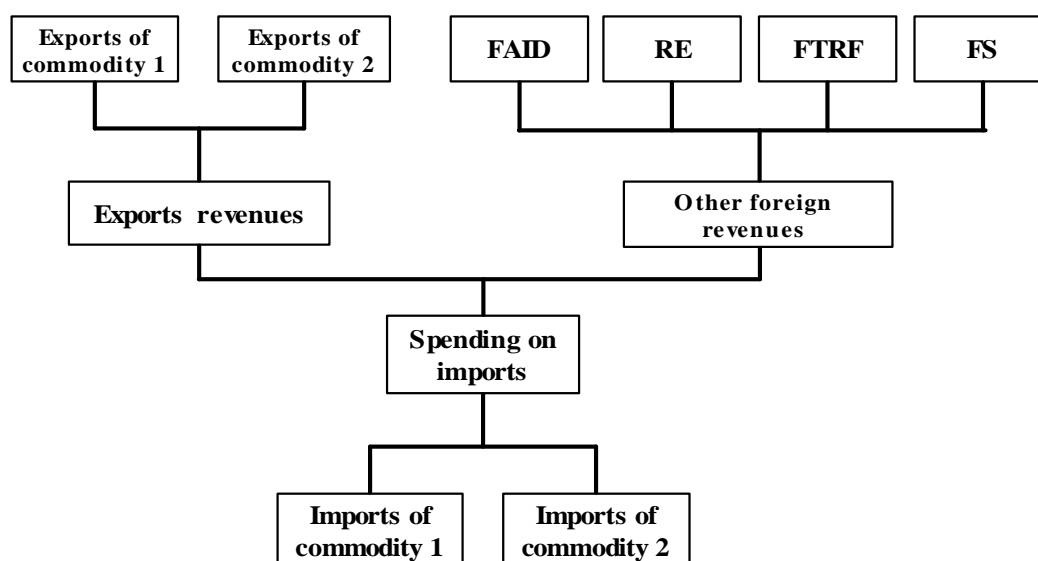 Exports of
commodity 1
Exports of
commodity 2
FAID
RE
FTRF
FS
Exports revenues
Other foreign
revenues
Spending on
imports
Imports of
commodity 1
Imports of
commodity 2